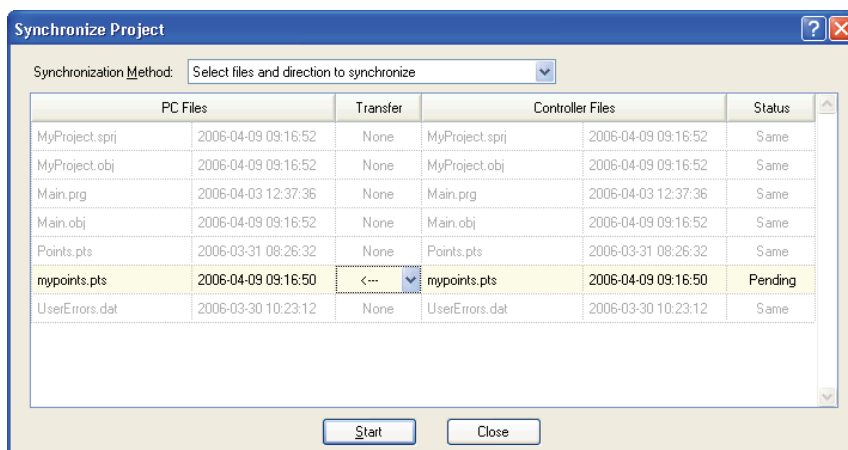 Synchronize Project
Synchronization Method: Select files and direction to synchronize
PC Files Transfer Controller Files Status
MyProject.sprj 2006-04-09 09:16:52 None MyProject.sprj 2006-04-09 09:16:52 Same
MyProject.obj 2006-04-09 09:16:52 None MyProject.obj 2006-04-09 09:16:52 Same
Main.prg 2006-04-03 12:37:36 None Main.prg 2006-04-03 12:37:36 Same
Main.obj 2006-04-09 09:16:52 None Main.obj 2006-04-09 09:16:52 Same
Points.pts 2006-03-31 08:26:32 None Points.pts 2006-03-31 08:26:32 Same
mypoints.pts 2006-04-09 09:16:50 <--- mypoints.pts 2006-04-09 09:16:50 Pending
UserErrors.dat 2006-03-30 10:23:12 None UserErrors.dat 2006-03-30 10:23:12 Same
Start Close